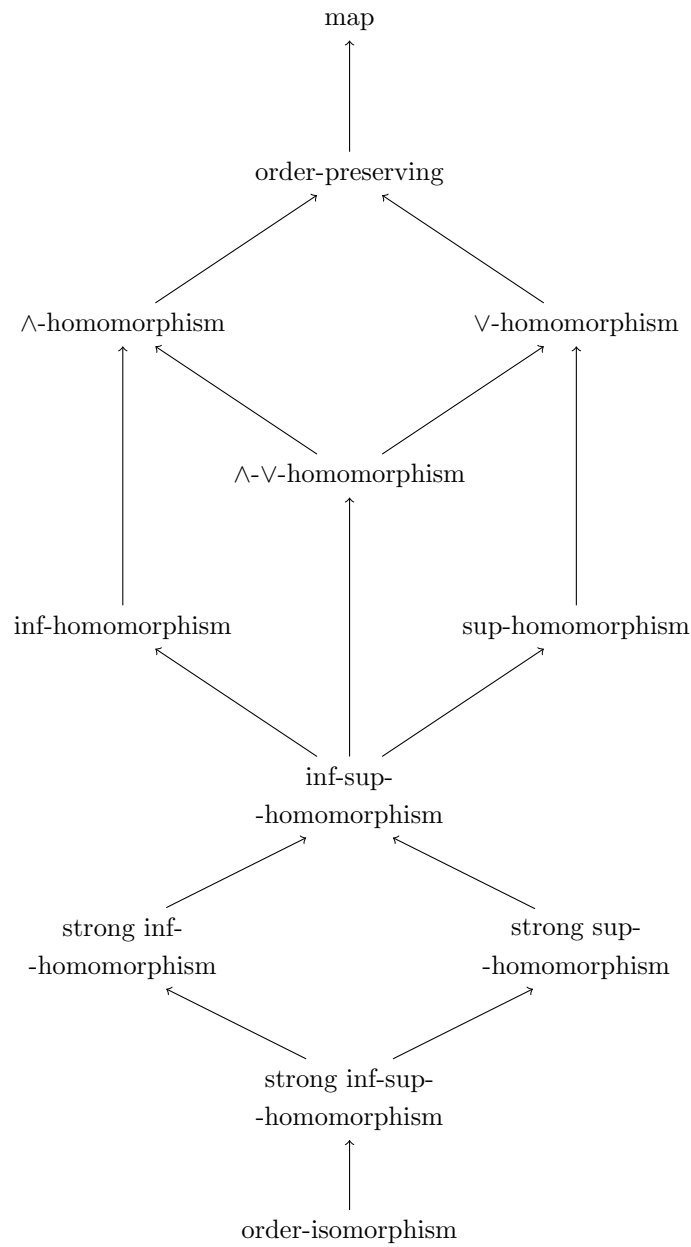 map
order-preserving
∧-homomorphism
∨-homomorphism
∧-∨-homomorphism
inf-homomorphism
sup-homomorphism
inf-sup-
-homomorphism
strong inf-
-homomorphism
strong sup-
-homomorphism
strong inf-sup-
-homomorphism
order-isomorphism